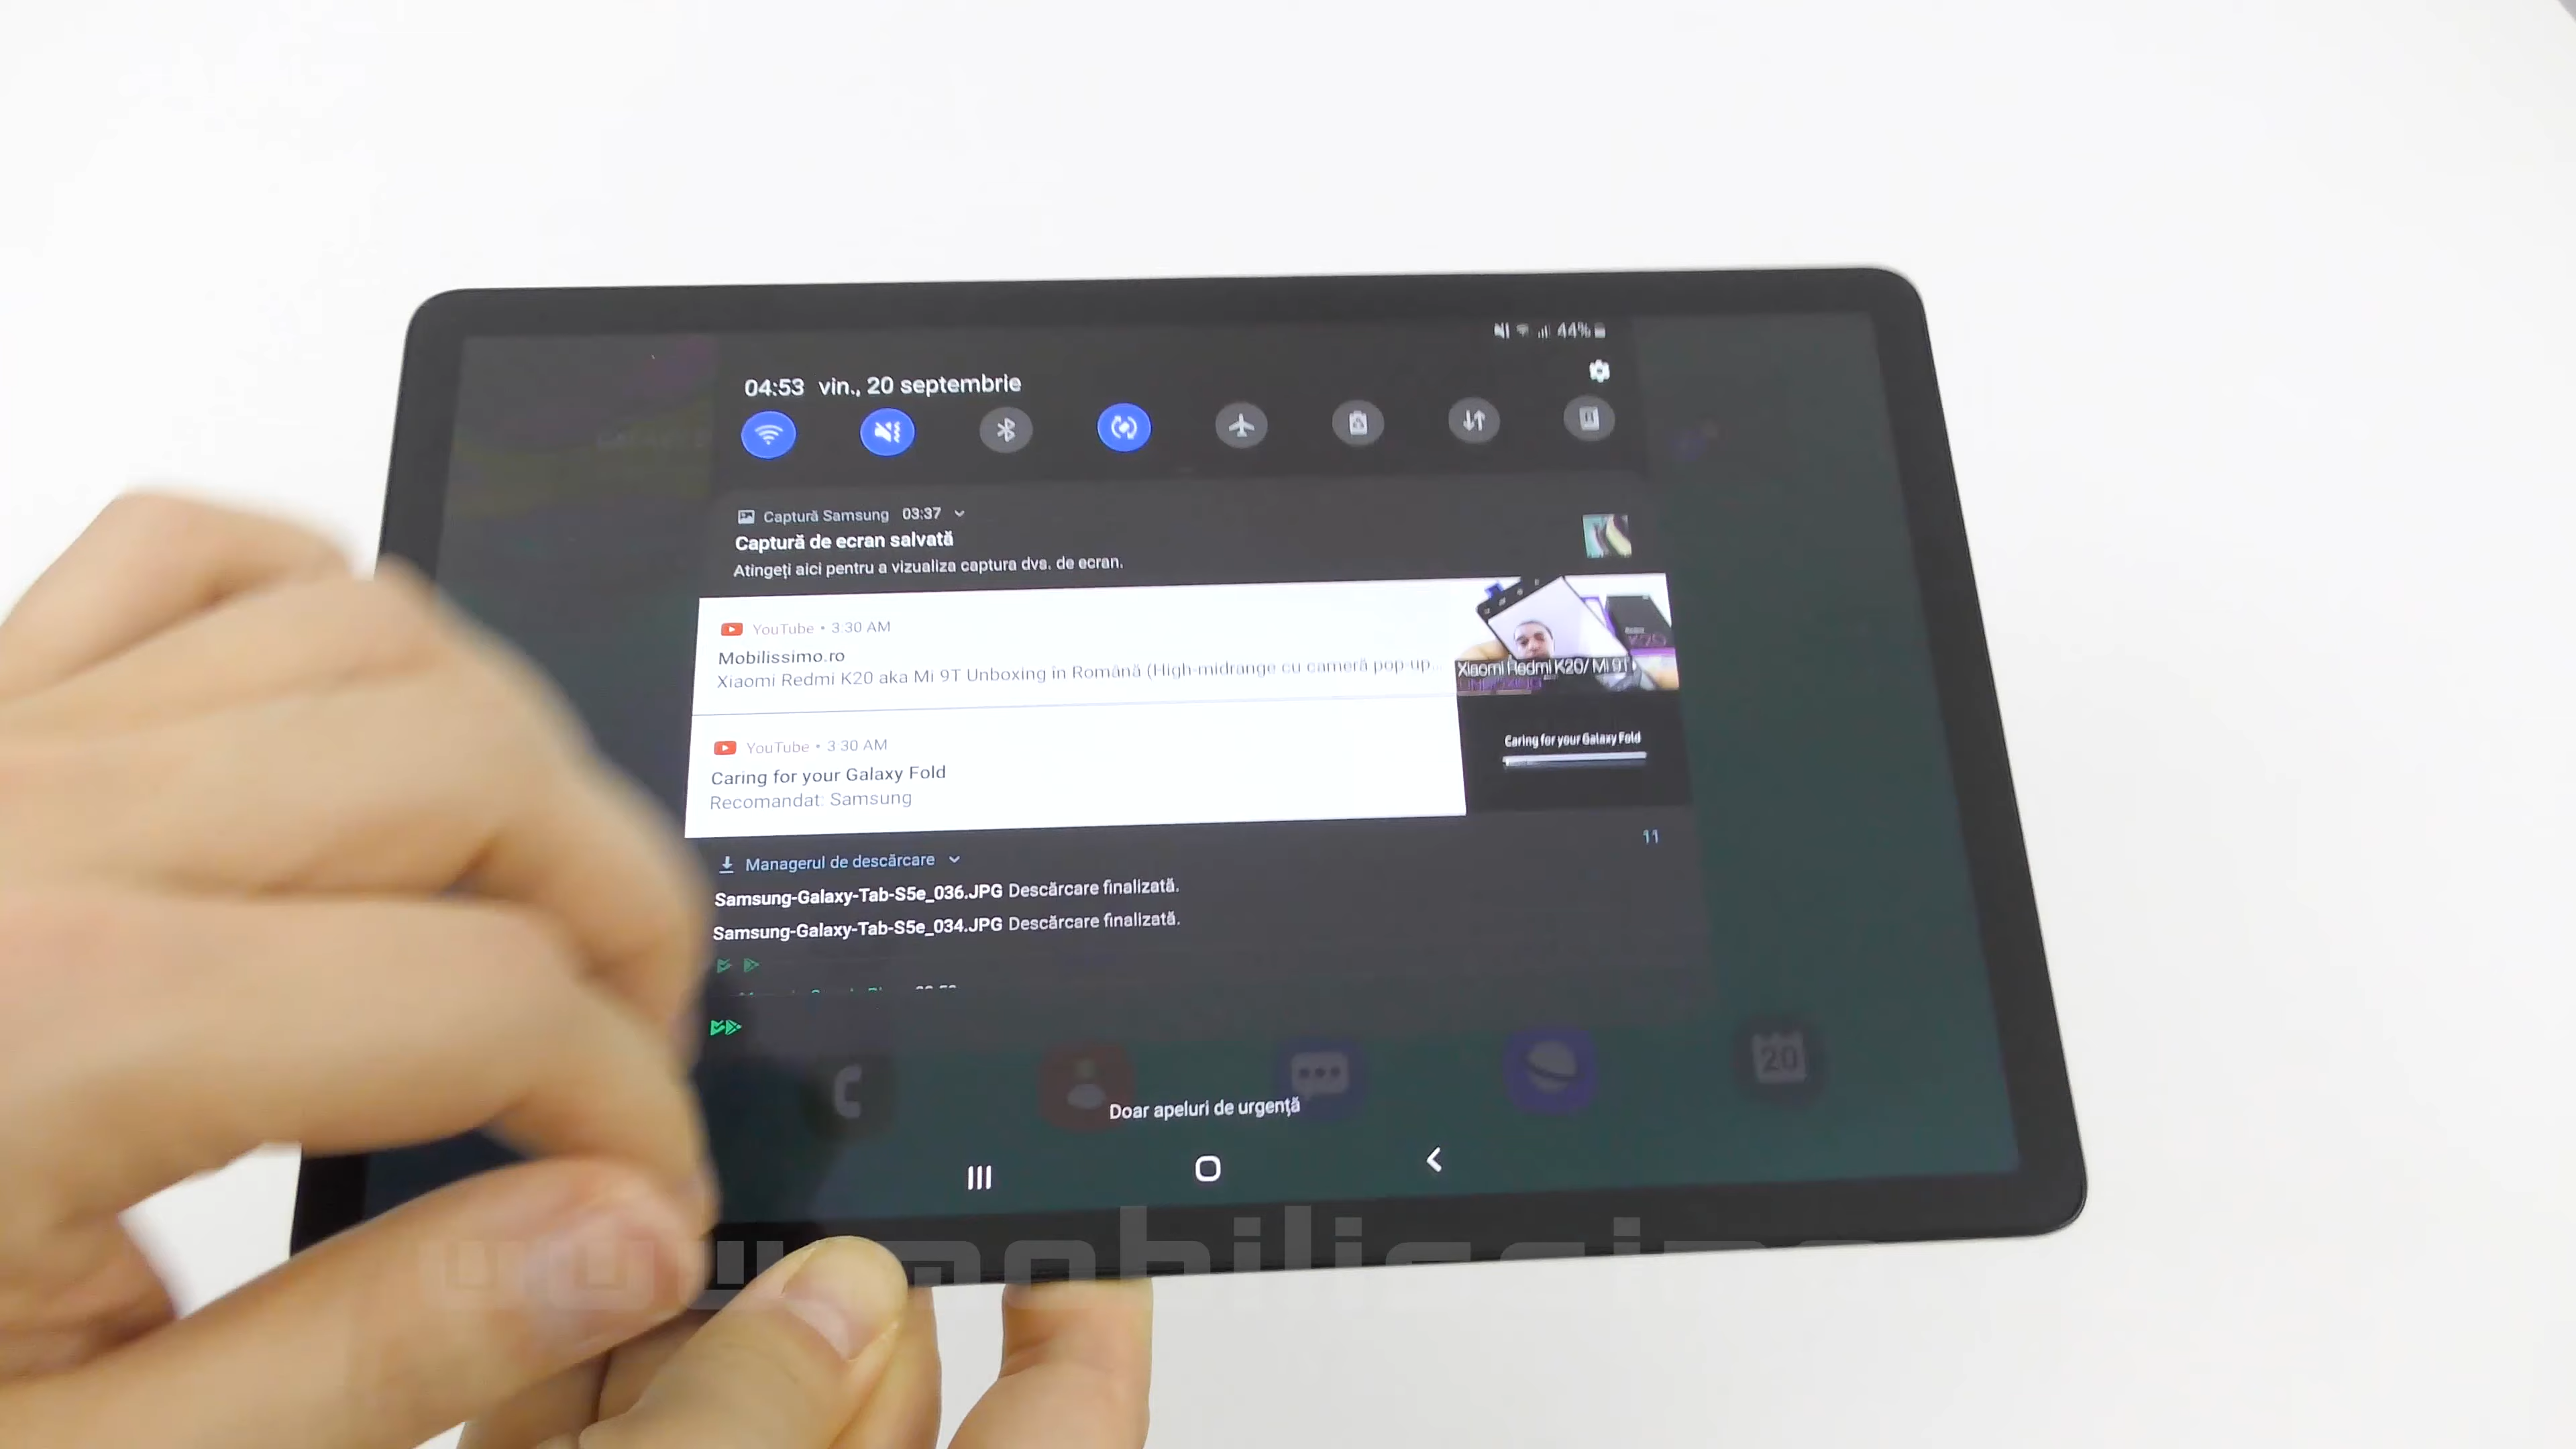 44%
04:53 vin., 20 septembrie
Captură Samsung 03:37
Captură de ecran salvată
Atingeți aici pentru a vizualiza captura dvs. de ecran.
YouTube • 3:30 AM
Mobilissimo.ro
Xiaomi Redmi K20 aka Mi 9T Unboxing în Română (High-midrange cu cameră pop-up...
K20
Xiaomi Redmi K20/ Mi 9T
UNBOXING
YouTube • 3:30 AM
Caring for your Galaxy Fold
Recomandat: Samsung
Caring for your Galaxy Fold
11
Managerul de descărcare
Samsung-Galaxy-Tab-S5e_036.JPG Descărcare finalizată.
Samsung-Galaxy-Tab-S5e_034.JPG Descărcare finalizată.
20
Doar apeluri de urgență
www.mobilissimo